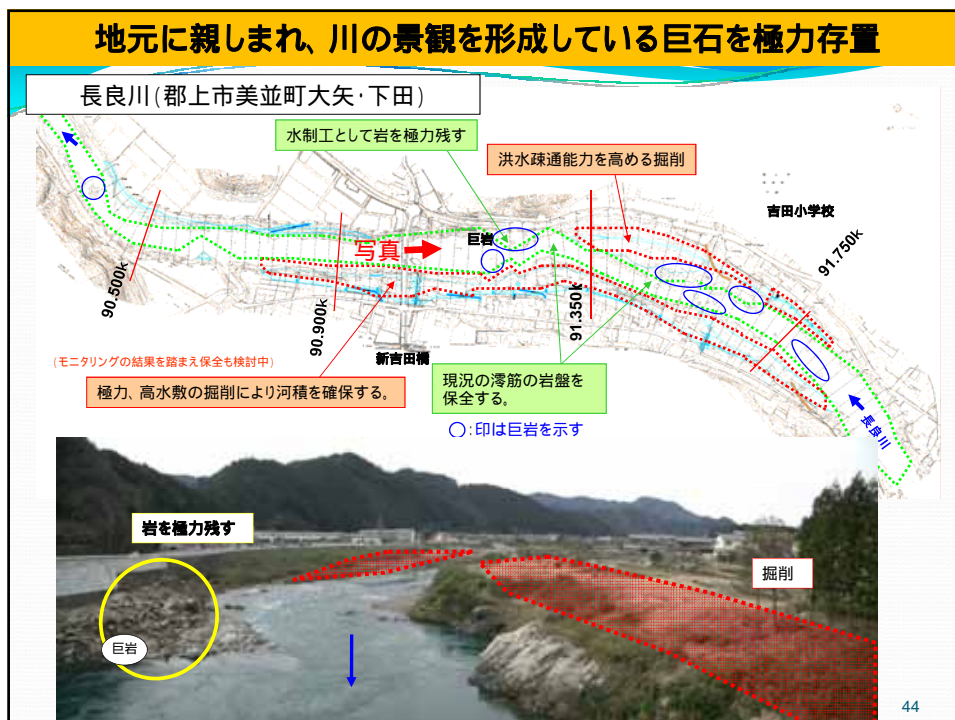 地元に親しまれ、川の景観を形成している巨石を極力存置
長良川(郡上市美並町大矢・下田)
水制工として岩を極力残す
洪水疎通能力を高める掘削
吉田小学校
写真
巨岩
91.750k
90.500k
90.900k
91.350k
新吉田橋
(モニタリングの結果を踏まえ保全も検討中)
極力、高水敷の掘削により河積を確保する。
現況の澪筋の岩盤を
保全する。
○:印は巨岩を示す
長良川
岩を極力残す
掘削
巨岩
44